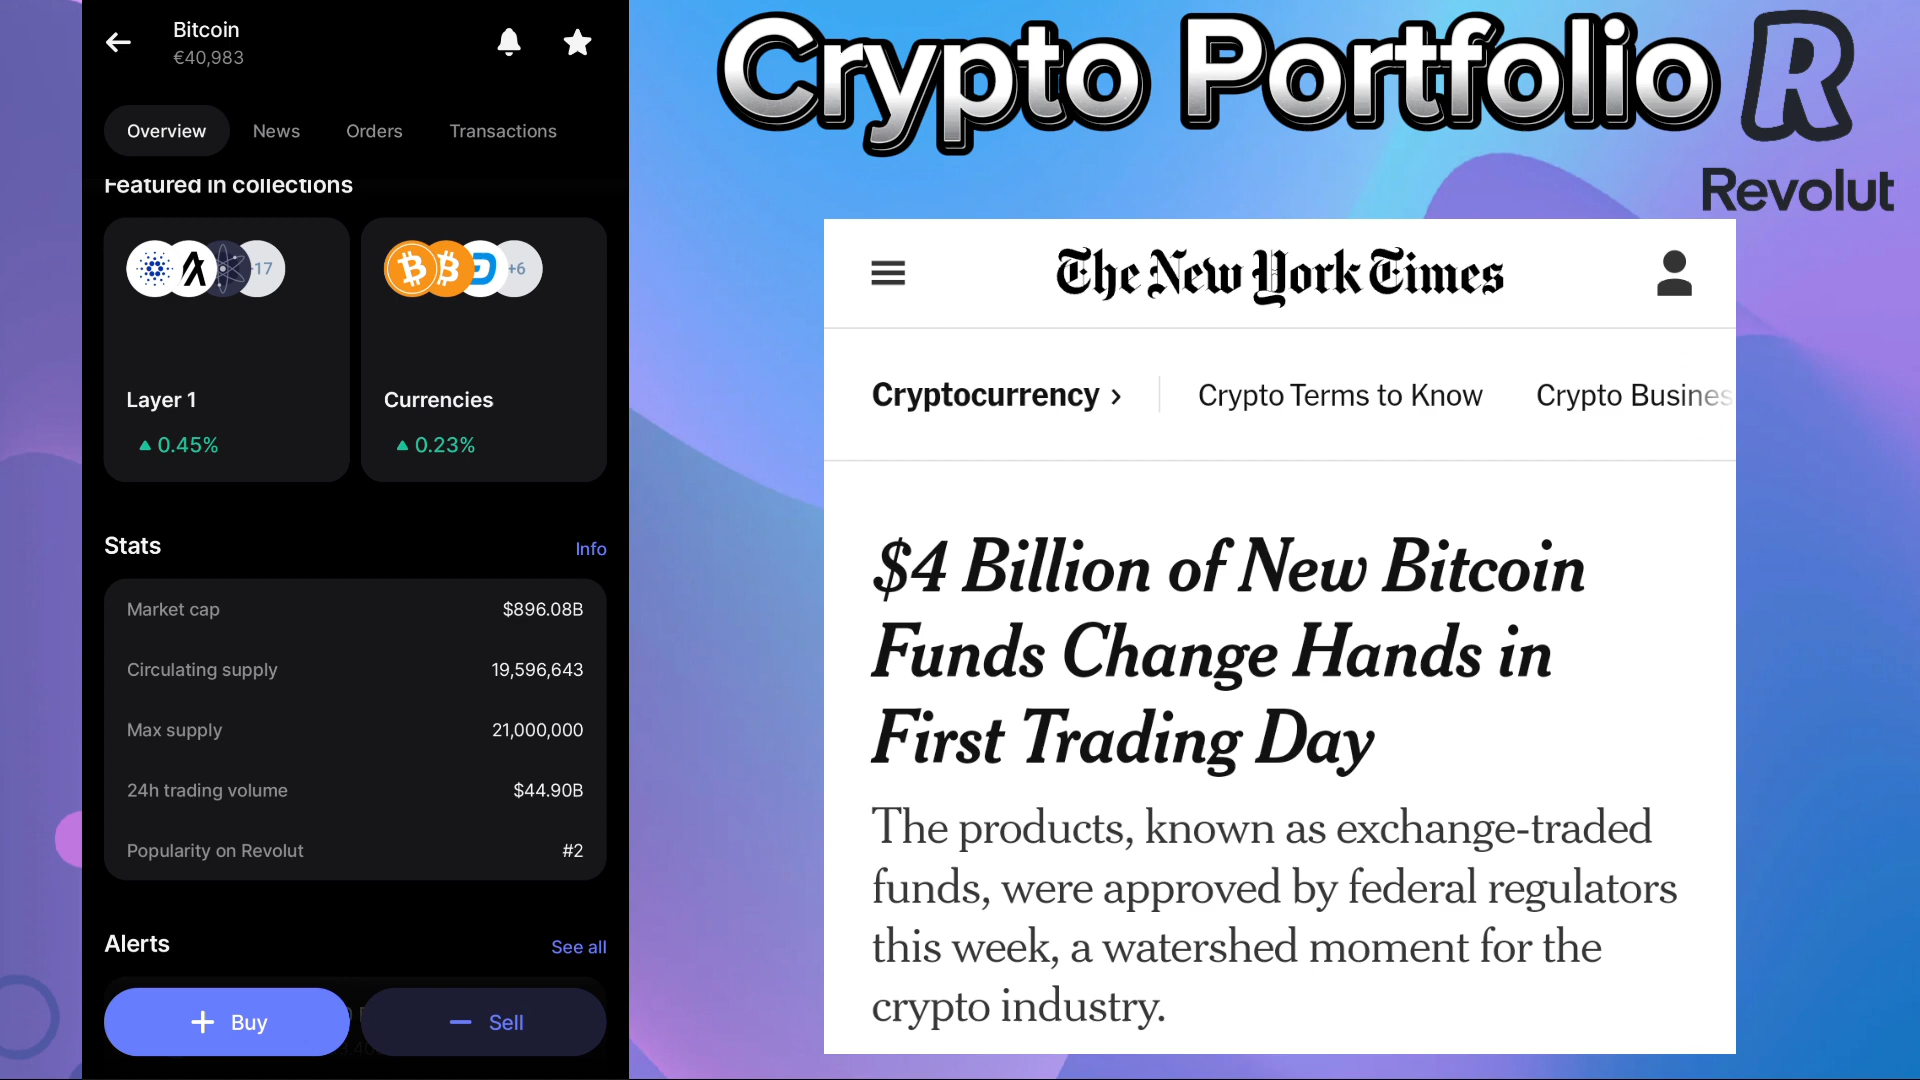 Bitcoin
€40,983
Overview
News
Orders
Transactions
Featured in collections
17
+6
Layer 1
0.45%
Currencies
0.23%
Stats
Info
Market cap
$896.08B
Circulating supply
19,596,643
Max supply
21,000,000
24h trading volume
$44.90B
Popularity on Revolut
#2
Alerts
See all
Buy
Sell
Crypto Portfolio
R
Revolut
The New York Times
Cryptocurrency >
Crypto Terms to Know
Crypto Busines
$4 Billion of New Bitcoin
Funds Change Hands in
First Trading Day
The products, known as exchange-traded
funds, were approved by federal regulators
this week, a watershed moment for the
crypto industry.